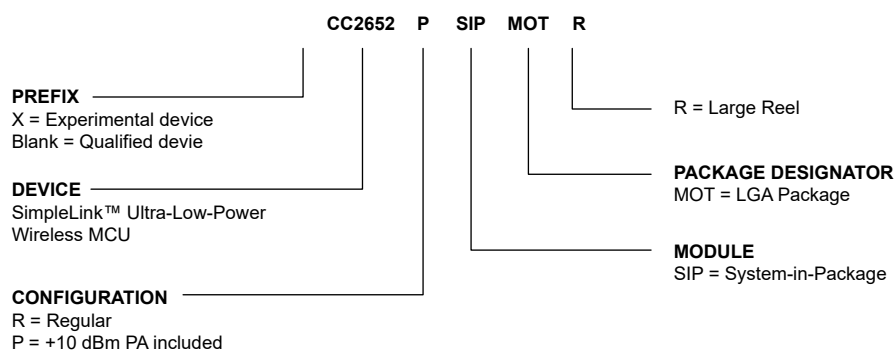 CC2652 P SIP MOT R
PREFIX
X = Experimental device
Blank = Qualified devie
DEVICE
SimpleLink™ Ultra-Low-Power
Wireless MCU
CONFIGURATION
R = Regular
P = +10 dBm PA included
R = Large Reel
PACKAGE DESIGNATOR
MOT = LGA Package
MODULE
SIP = System-in-Package